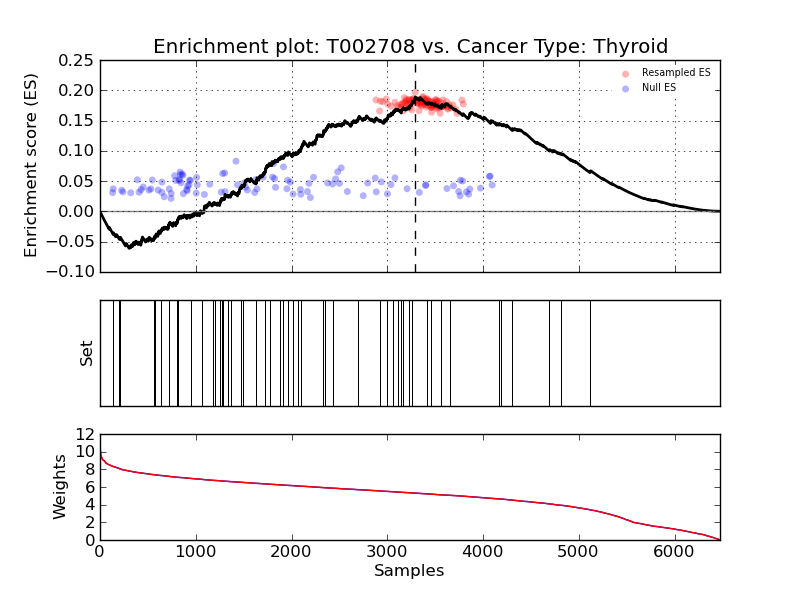 Enrichment plot: T002708 vs. Cancer Type: Thyroid
Enrichment score (ES)
0.25
0.20
0.15
0.10
0.05
0.00
−0.05
−0.10
Resampled ES
Null ES
Set
Weights
12
10
8
6
4
2
0
0 1000 2000 3000 4000 5000 6000
Samples